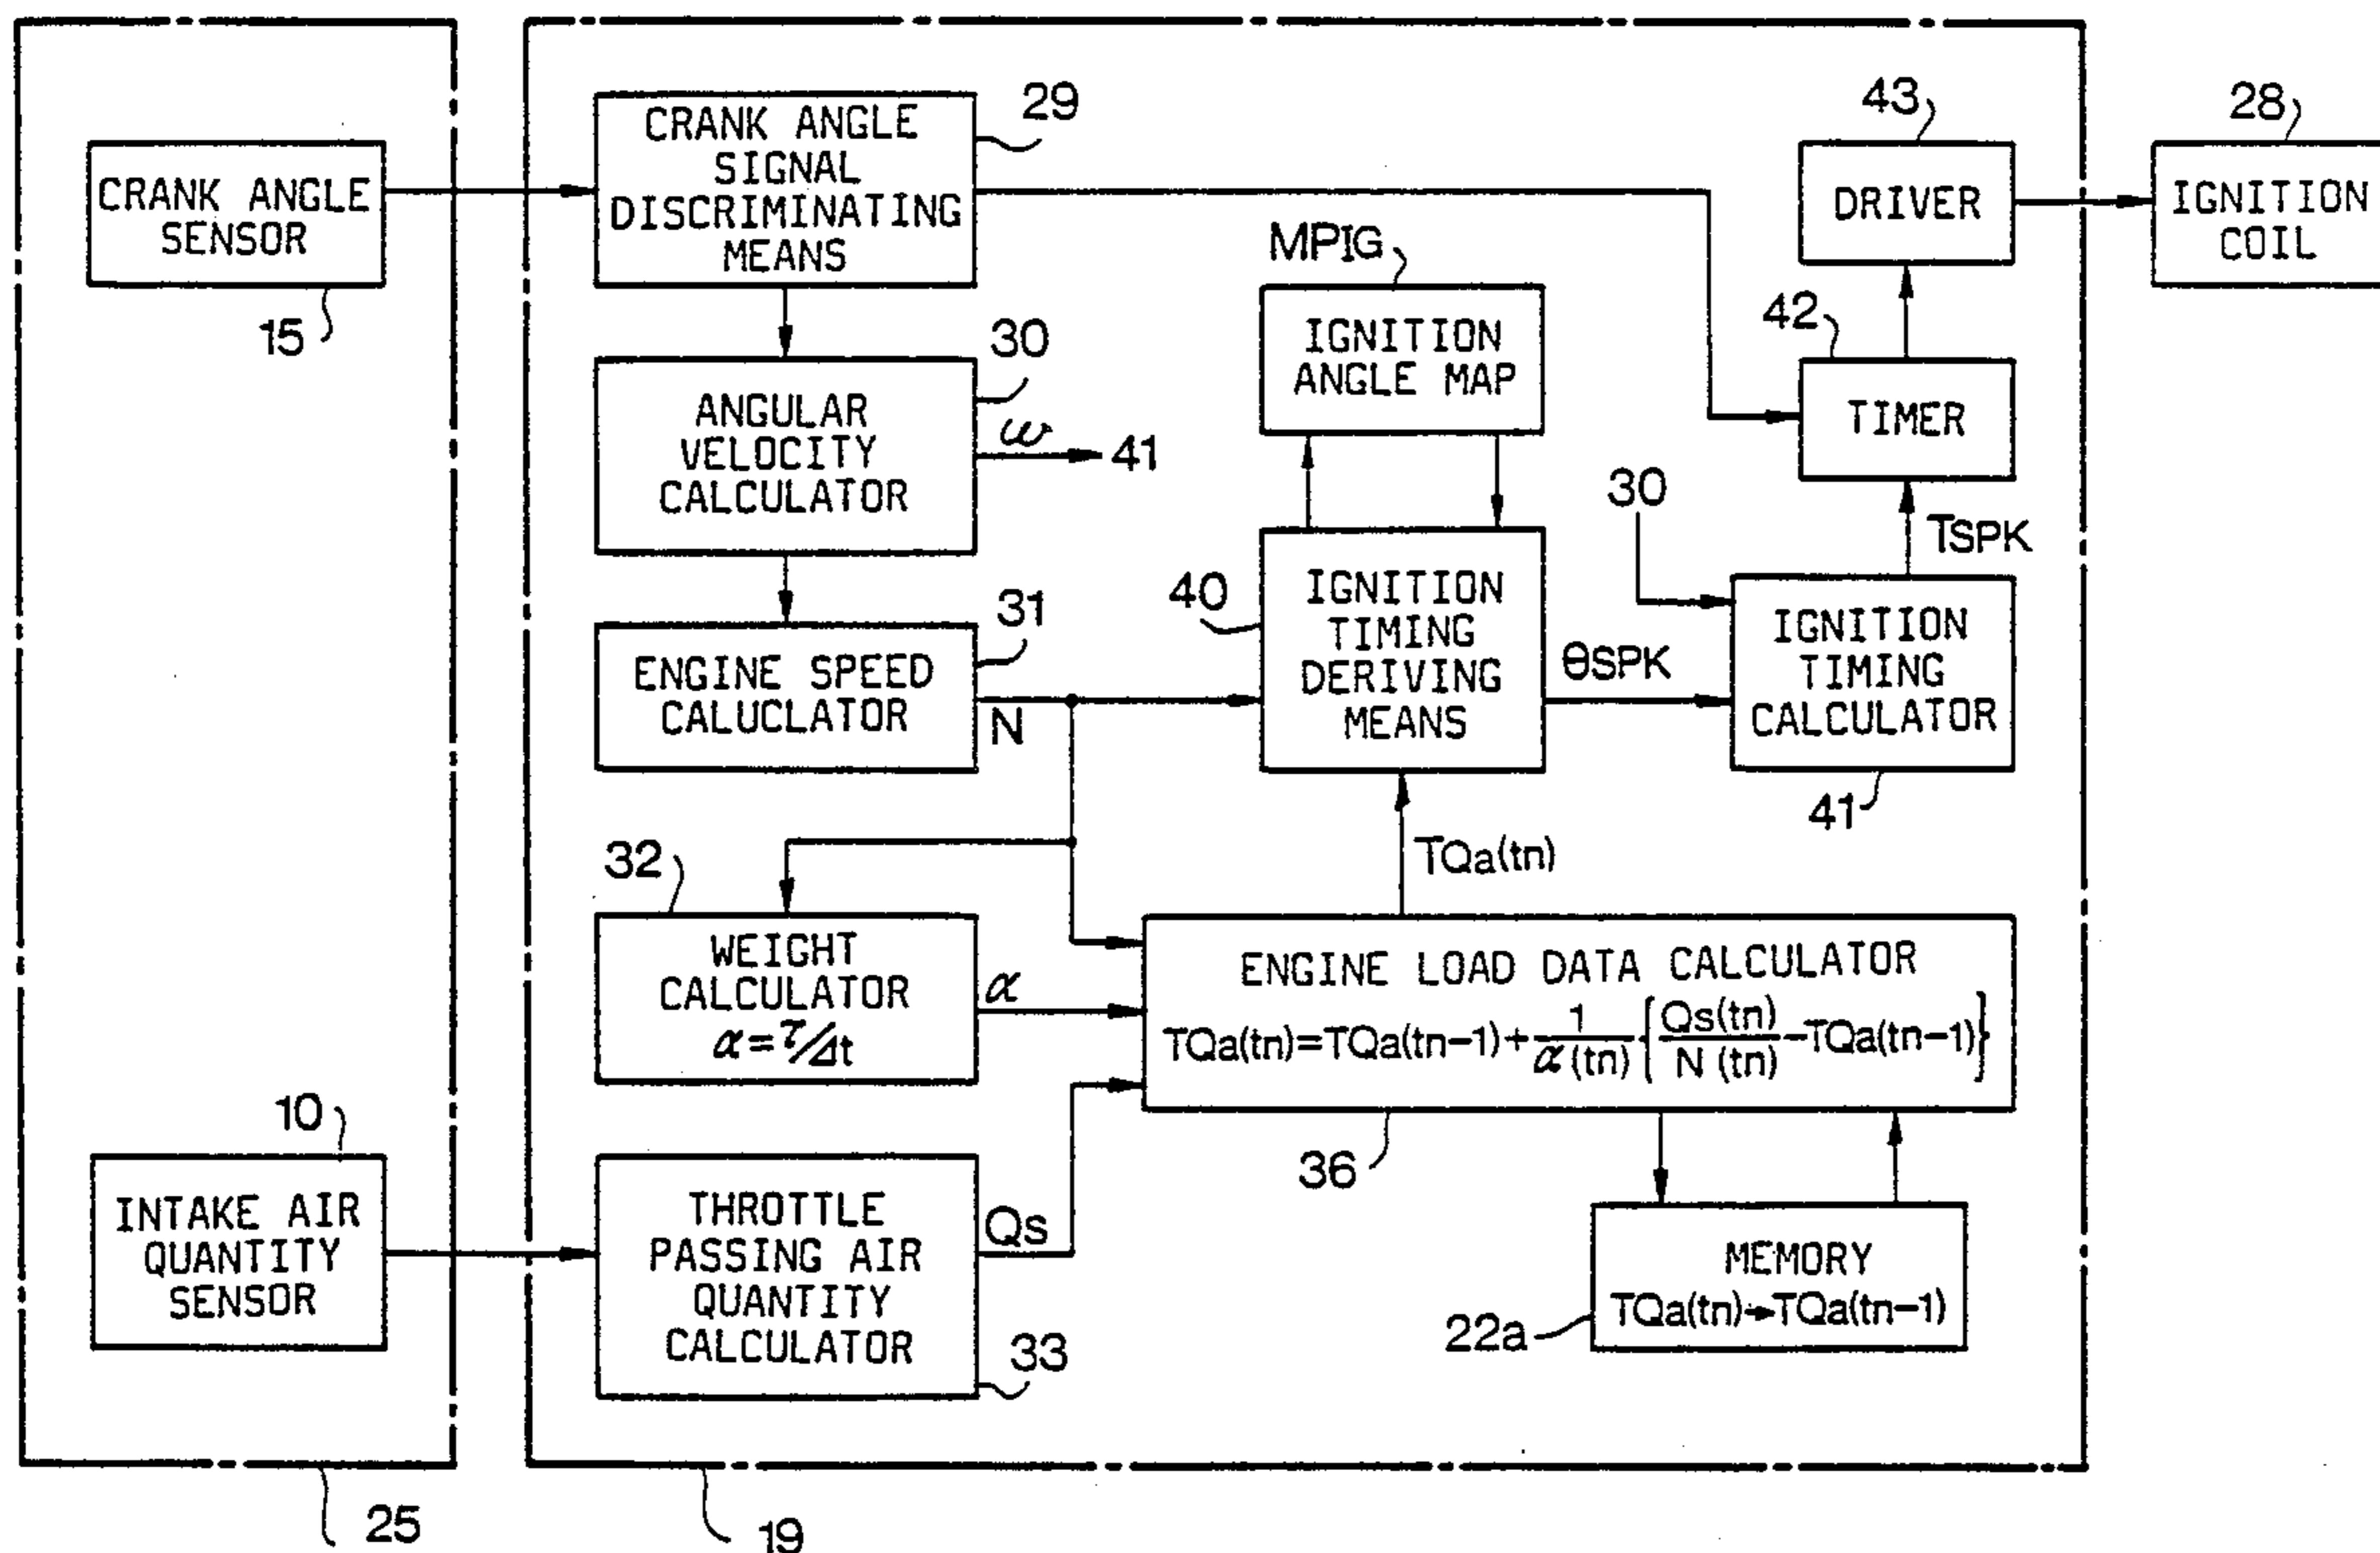 CRANK ANGLE
SENSOR
15
INTAKE AIR
QUANTITY
SENSOR
10
25
CRANK ANGLE
SIGNAL
DISCRIMINATING
MEANS
29
ANGULAR
VELOCITY
CALCULATOR
30
ω
41
ENGINE SPEED
CALUCLATOR
31
N
WEIGHT
CALCULATOR
α=τ/Δt
32
α
THROTTLE
PASSING AIR
QUANTITY
CALCULATOR
33
Qs
MPIG
IGNITION
ANGLE MAP
40
IGNITION
TIMING
DERIVING
MEANS
θSPK
TQa(tn)
30
IGNITION
TIMING
CALCULATOR
41
TSPK
42
TIMER
43
DRIVER
28
IGNITION
COIL
ENGINE LOAD DATA CALCULATOR
TQa(tn)=TQa(tn-1)+1/α(tn)·{Qs(tn)/N(tn)-TQa(tn-1)}
36
MEMORY
TQa(tn)→TQa(tn-1)
22a
19